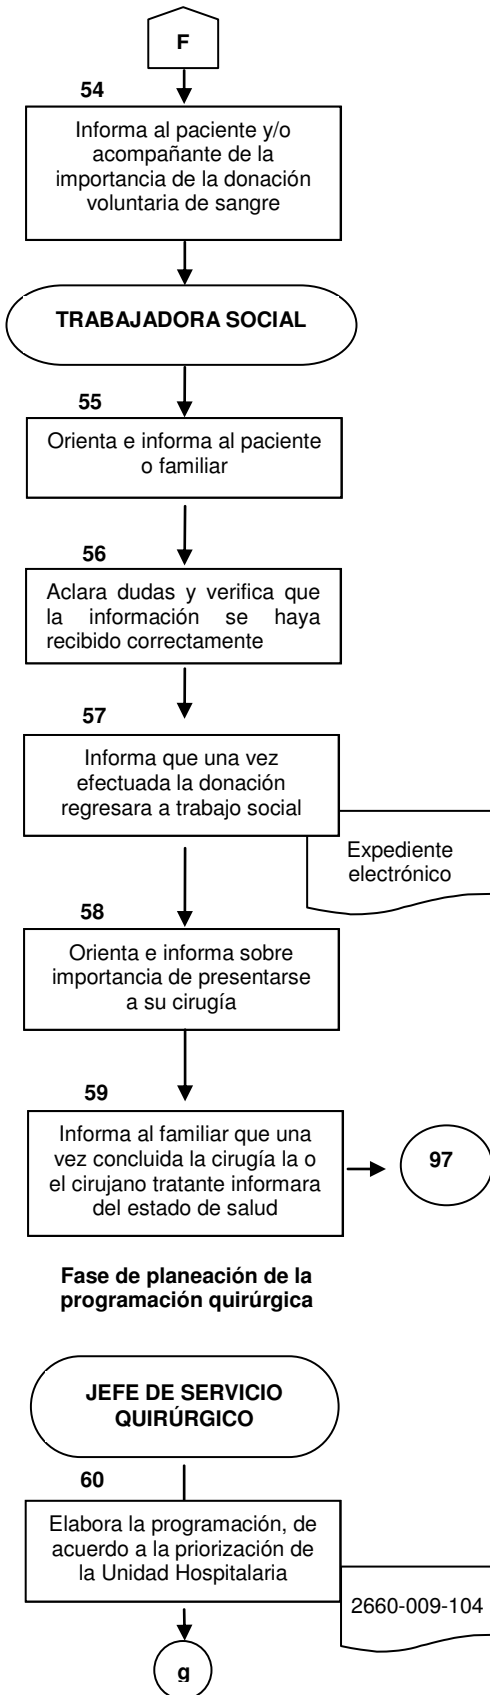 F
54
Informa al paciente y/o
acompañante de la
importancia de la donación
voluntaria de sangre
TRABAJADORA SOCIAL
55
Orienta e informa al paciente
o familiar
56
Aclara dudas y verifica que
la información se haya
recibido correctamente
57
Informa que una vez
efectuada la donación
regresara a trabajo social
Expediente
electrónico
58
Orienta e informa sobre
importancia de presentarse
a su cirugía
59
Informa al familiar que una
vez concluida la cirugía la o
el cirujano tratante informara
del estado de salud
97
Fase de planeación de la
programación quirúrgica
JEFE DE SERVICIO
QUIRÚRGICO
60
Elabora la programación, de
acuerdo a la priorización de
la Unidad Hospitalaria
2660-009-104
g